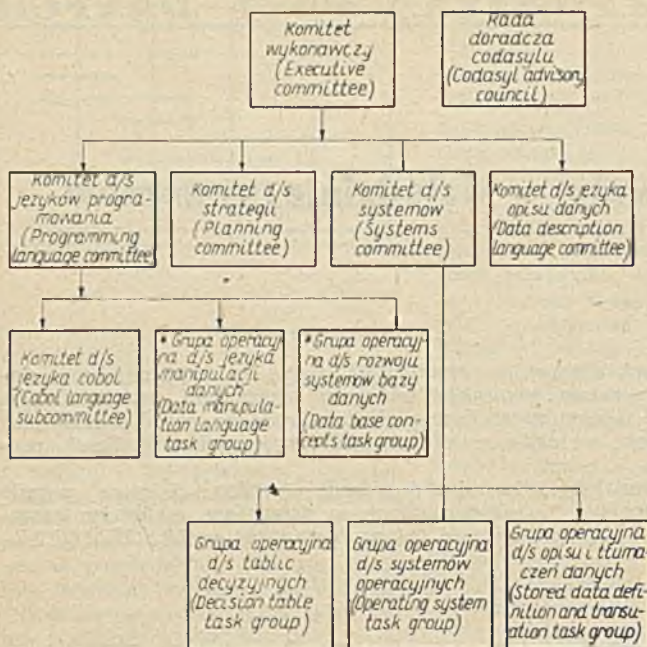 Komitet
wykonawczy
(Executive
committee)
Rada
doradcza
codasylu
(Codasyl advisory
council)
Komitet d/s
języków progra-
mowania
(Programming
language committee)
Komitet d/s
strategii
(Planning
committee)
Komitet d/s
systemów
(Systems
committee)
Komitet d/s języka
opisu danych
(Data description
language committee)
Komitet d/s
języka cobol
(Cobol language
subcommittee)
* Grupa operacyj
na d/s języka
manipulacji
danych
(Data manipula-
tion language
task group)
* Grupa operacyj-
na d/s rozwoju
systemów bazy
danych
(Data base con-
cepts task group)
Grupa operacyjna
d/s tablic
decyzyjnych
(Decision table
task group)
Grupa operacyjna
d/s systemów
operacyjnych
(Operating system
task group)
Grupa operacyjna
d/s opisu i tłuma
czeń danych
(Stored data defi-
nition and transu-
ation task group)